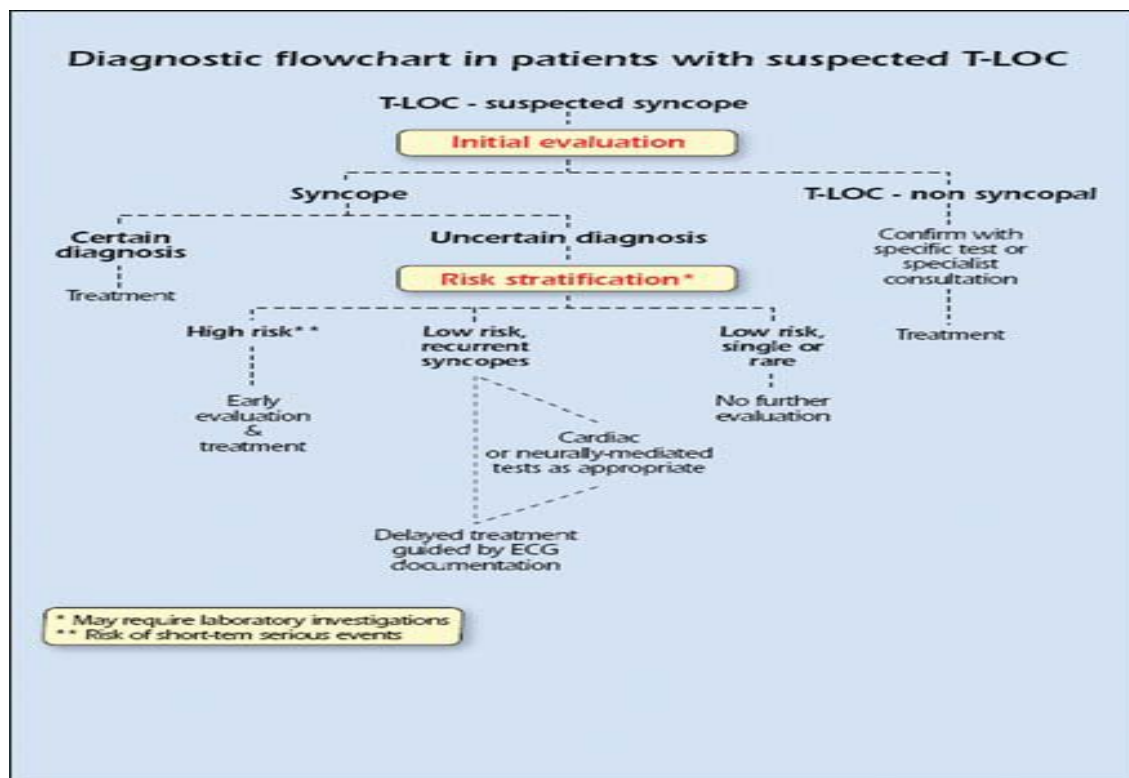 Diagnostic flowchart in patients with suspected T-LOC
T-LOC - suspected syncope
Initial evaluation
Syncope
T-LOC - non syncopal
Certain
diagnosis
Uncertain diagnosis
Confirm with
specific test or
specialist
consultation
Treatment
Risk stratification*
Treatment
High risk**
Low risk,
recurrent
syncopes
Low risk,
single or
rare
Early
evaluation
&
treatment
No further
evaluation
Cardiac
or neurally-mediated
tests as appropriate
Delayed treatment
guided by ECG
documentation
* May require laboratory investigations
** Risk of short-tem serious events